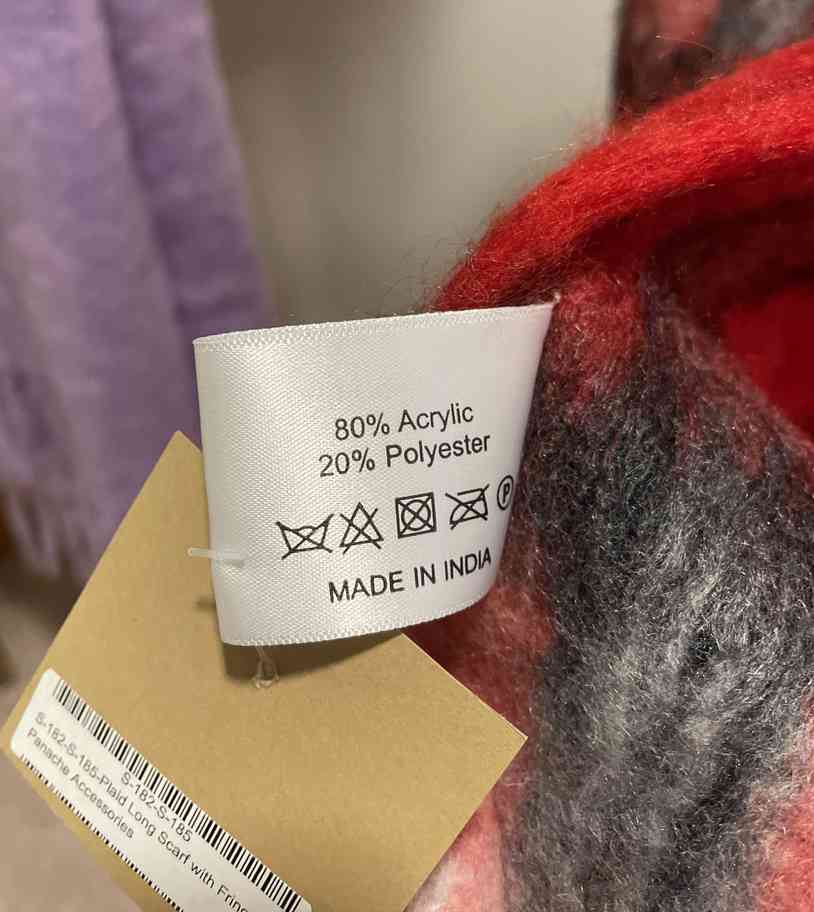 80% Acrylic
20% Polyester
P
MADE IN INDIA
S-182-S-185
S-182-S-185-Plaid Long Scarf with Fring
Panache Accessories